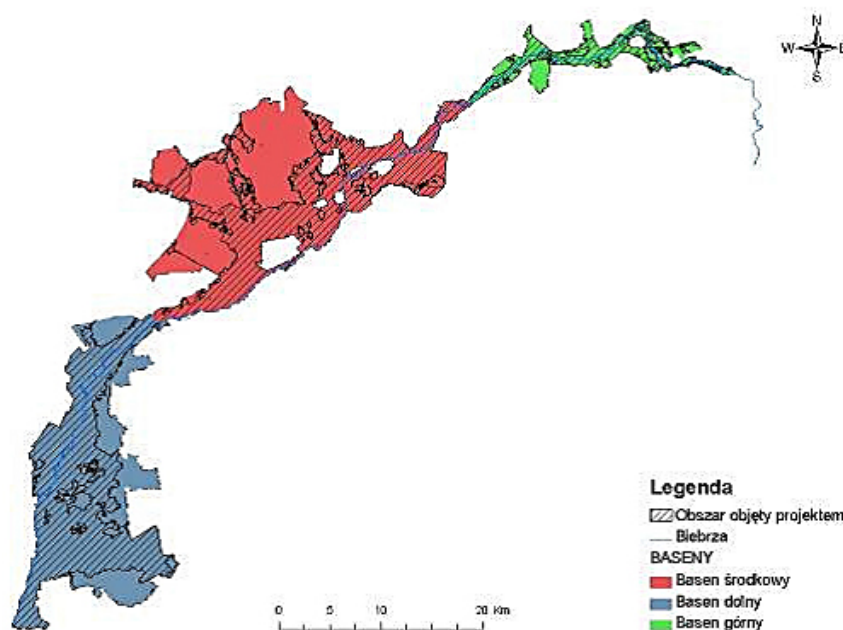 N
W E
S
Legenda
Obszar objęty projektem
Biebrza
BASENY
Basen środkowy
Basen dolny
Basen górny
0 5 10 20 Km